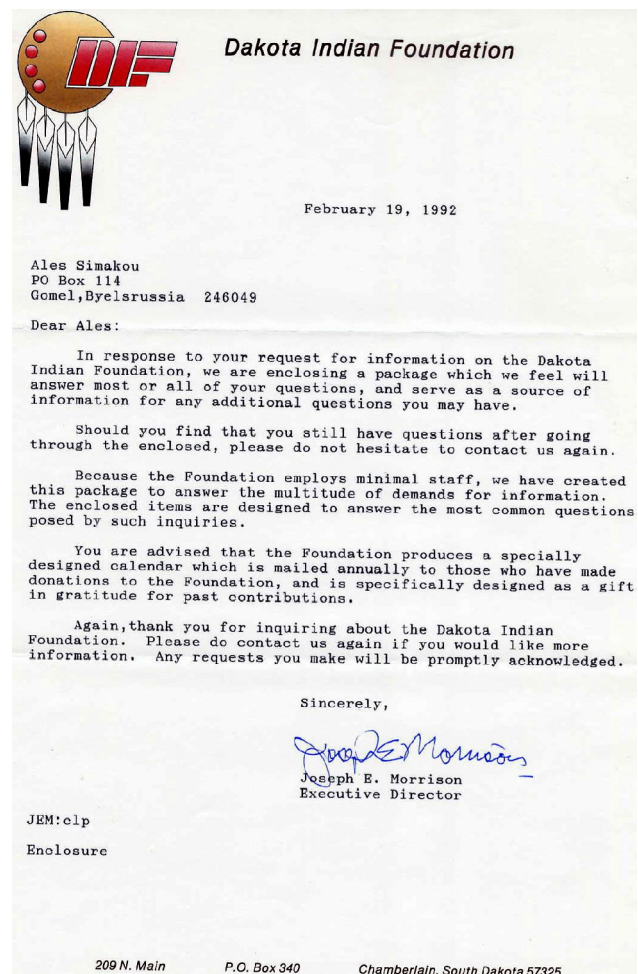 DIF
Dakota Indian Foundation
February 19, 1992
Ales Simakou
PO Box 114
Gomel,Byelsrussia 246049
Dear Ales:
In response to your request for information on the Dakota
Indian Foundation, we are enclosing a package which we feel will
answer most or all of your questions, and serve as a source of
information for any additional questions you may have.
Should you find that you still have questions after going
through the enclosed, please do not hesitate to contact us again.
Because the Foundation employs minimal staff, we have created
this package to answer the multitude of demands for information.
The enclosed items are designed to answer the most common questions
posed by such inquiries.
You are advised that the Foundation produces a specially
designed calendar which is mailed annually to those who have made
donations to the Foundation, and is specifically designed as a gift
in gratitude for past contributions.
Again,thank you for inquiring about the Dakota Indian
Foundation. Please do contact us again if you would like more
information. Any requests you make will be promptly acknowledged.
Sincerely,
Joseph E Morrison
Joseph E. Morrison
Executive Director
JEM:clp
Enclosure
209 N. Main P.O. Box 340 Chamberlain, South Dakota 57325